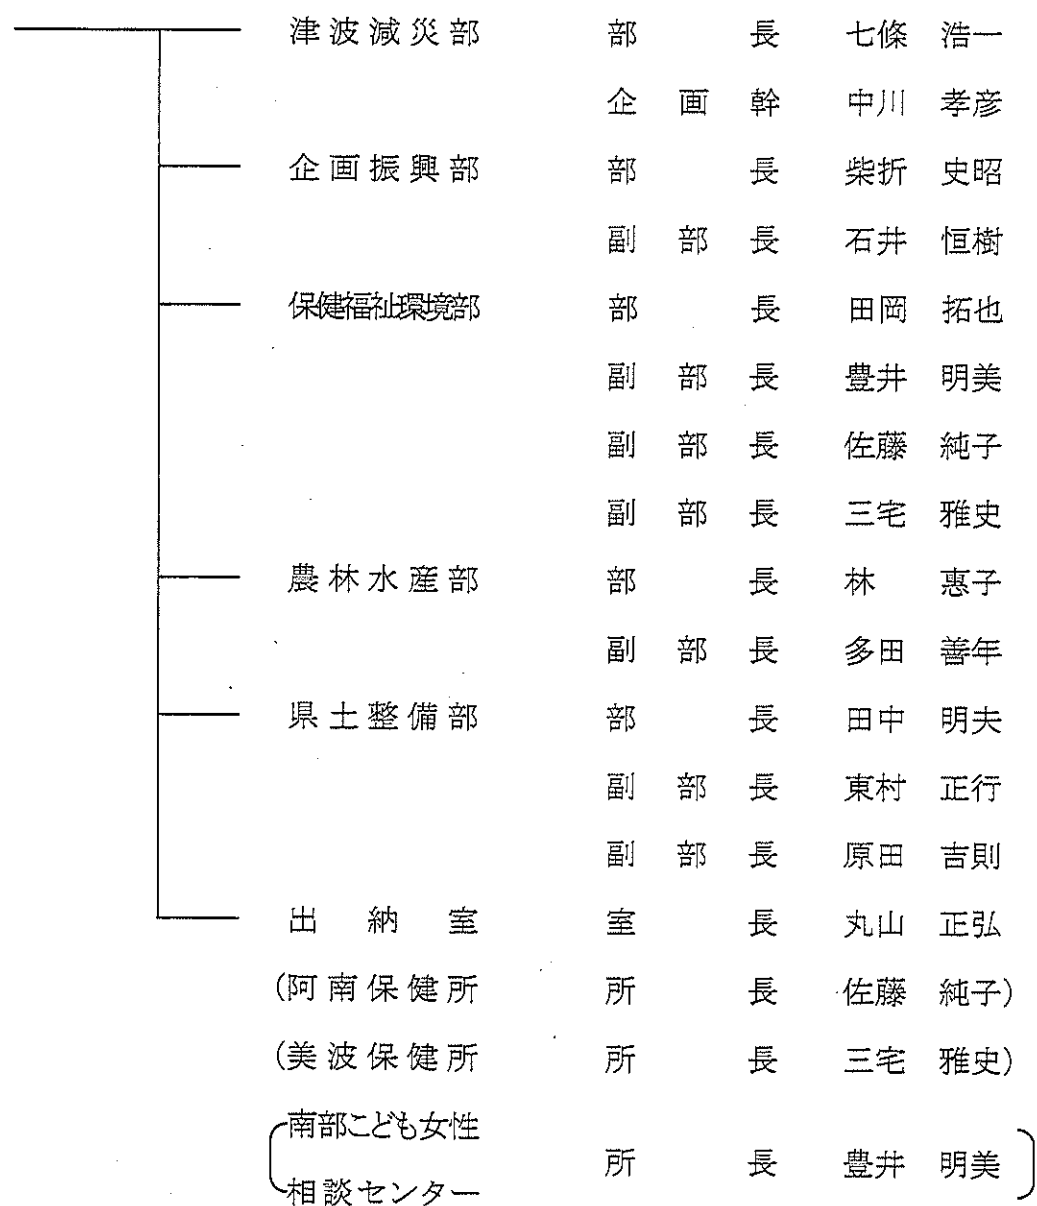 津波減災部 部長 七條 浩一
企画幹 中川 孝彦
企画振興部 部長 柴折 史昭
副部長 石井 恒樹
保健福祉環境部 部長 田岡 拓也
副部長 豊井 明美
副部長 佐藤 純子
副部長 三宅 雅史
農林水産部 部長 林 惠子
副部長 多田 善年
県土整備部 部長 田中 明夫
副部長 東村 正行
副部長 原田 吉則
出納室 室長 丸山 正弘
(阿南保健所 所長 佐藤 純子)
(美波保健所 所長 三宅 雅史)
南部こども女性
相談センター 所長 豊井 明美